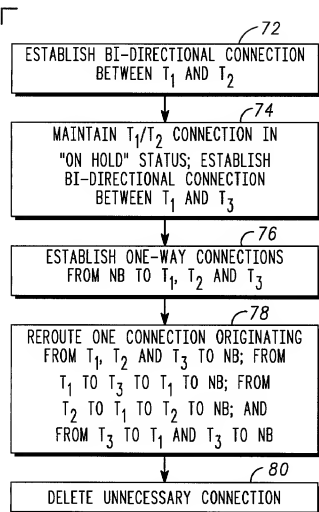 72
ESTABLISH BI-DIRECTIONAL CONNECTION
BETWEEN T1 AND T2
74
MAINTAIN T1/T2 CONNECTION IN
"ON HOLD" STATUS; ESTABLISH
BI-DIRECTIONAL CONNECTION
BETWEEN T1 AND T3
76
ESTABLISH ONE-WAY CONNECTIONS
FROM NB TO T1, T2 AND T3
78
REROUTE ONE CONNECTION ORIGINATING
FROM T1, T2 AND T3 TO NB; FROM
T1 TO T3 TO T1 TO NB; FROM
T2 TO T1 TO T2 TO NB; AND
FROM T3 TO T1 AND T3 TO NB
80
DELETE UNNECESSARY CONNECTION